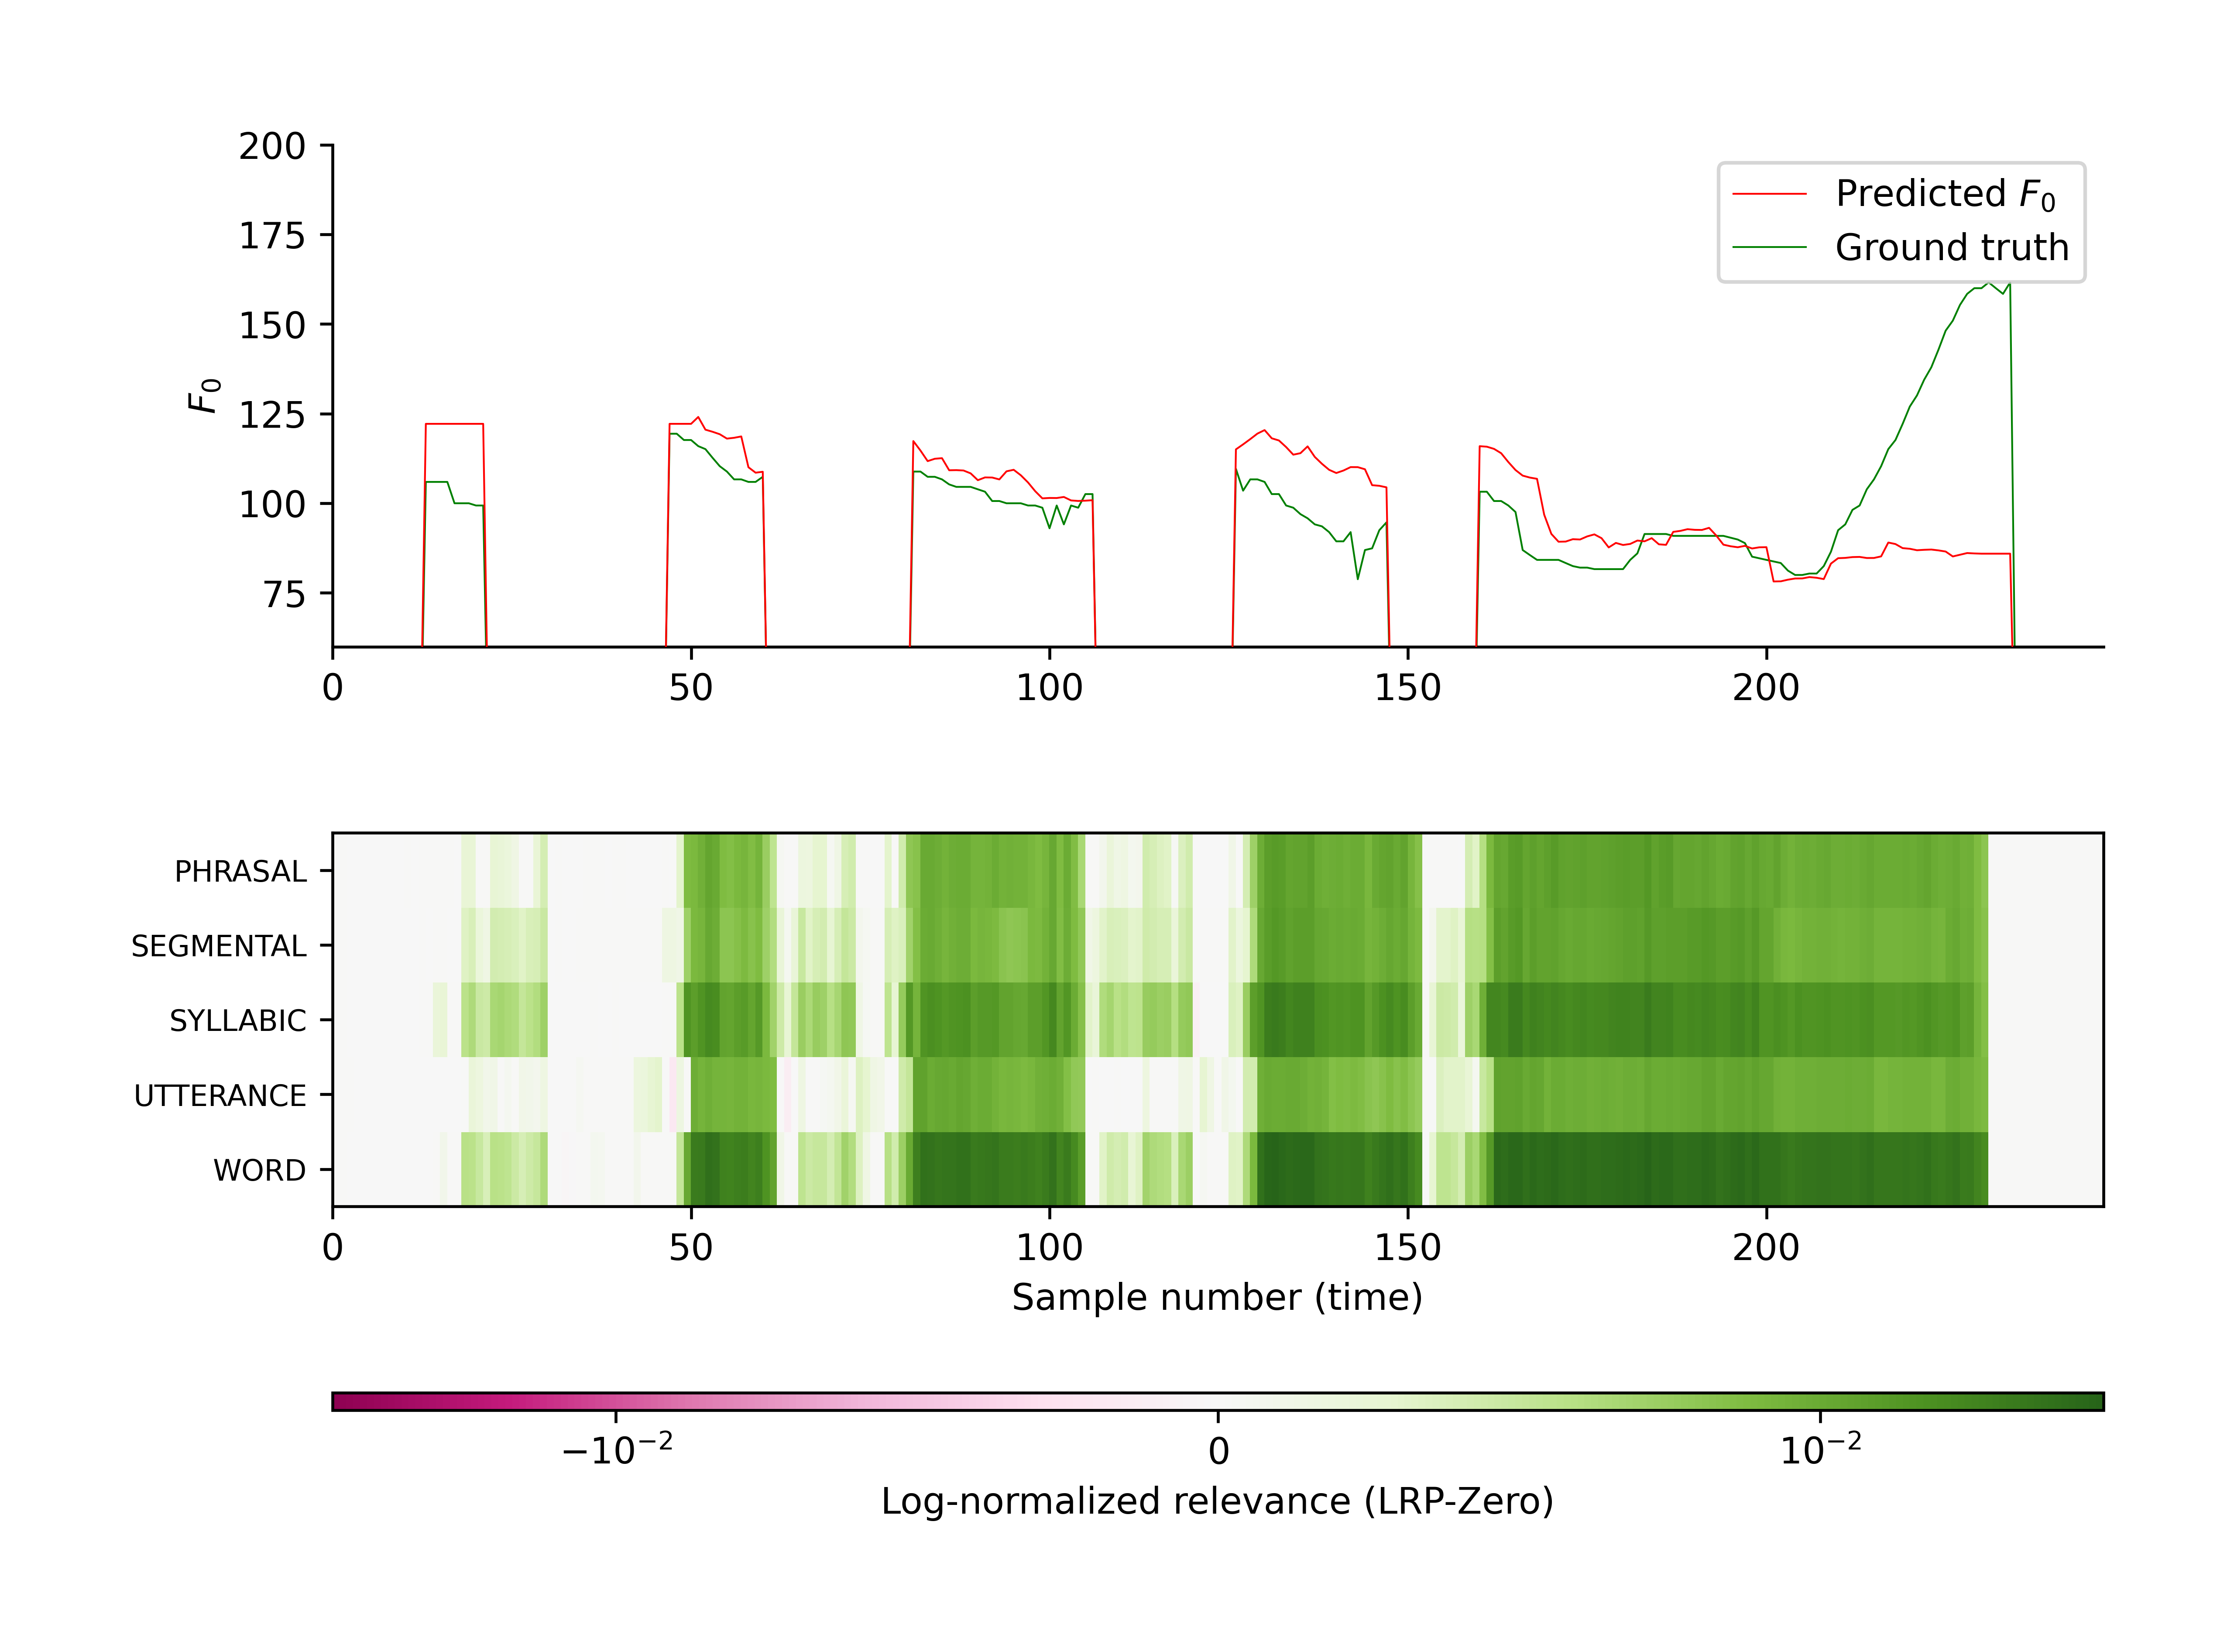 200
175
150
125
100
75
F₀
Predicted F₀
Ground truth
0 50 100 150 200
PHRASAL
SEGMENTAL
SYLLABIC
UTTERANCE
WORD
0 50 100 150 200
Sample number (time)
−10⁻² 0 10⁻²
Log-normalized relevance (LRP-Zero)